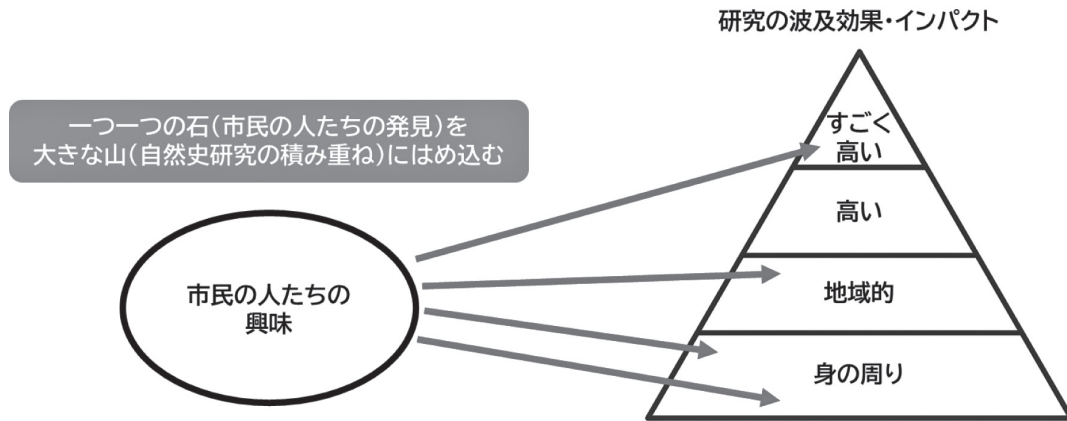 研究の波及効果・インパクト
一つ一つの石(市民の人たちの発見)を
大きな山(自然史研究の積み重ね)にはめ込む
すごく
高い
高い
市民の人たちの
興味
地域的
身の周り